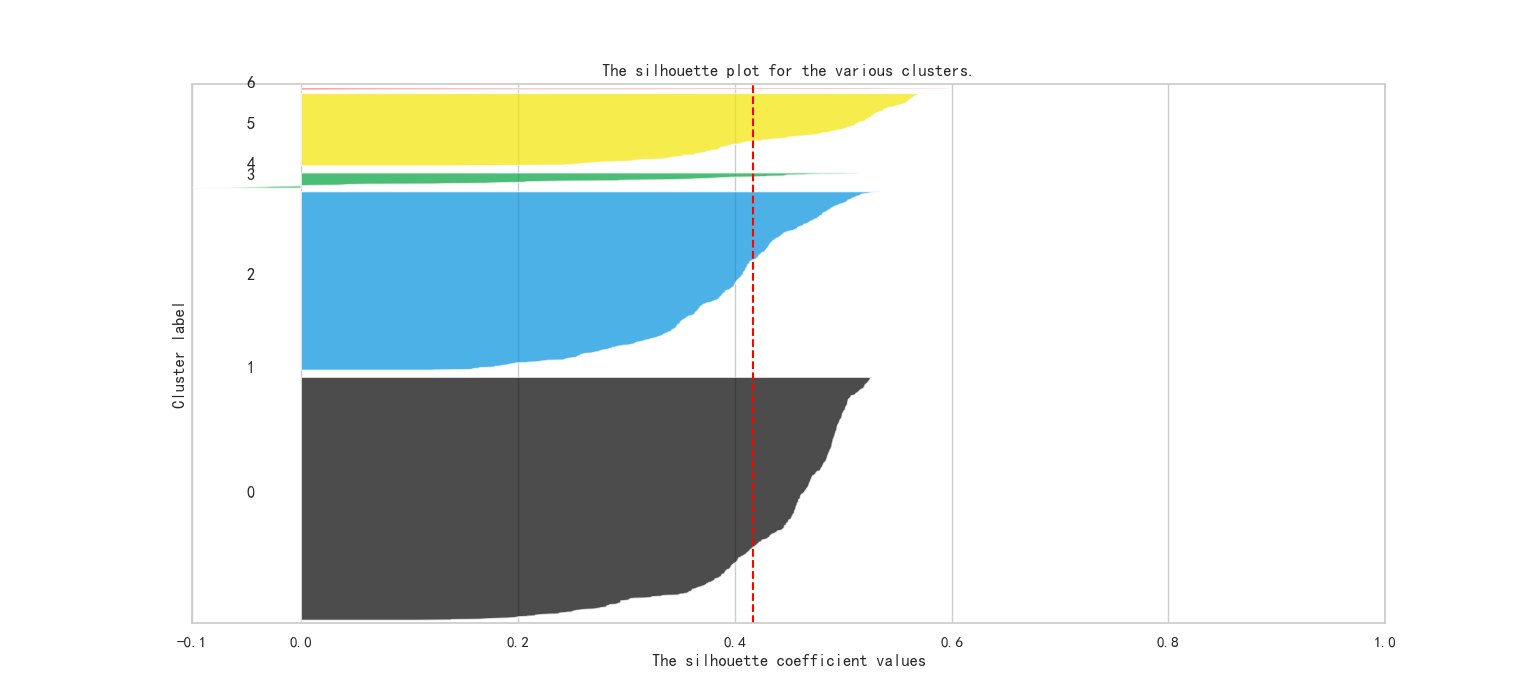 The silhouette plot for the various clusters.
6
5
4
3
2
1
0
Cluster label
-0.1 0.0 0.2 0.4 0.6 0.8 1.0
The silhouette coefficient values